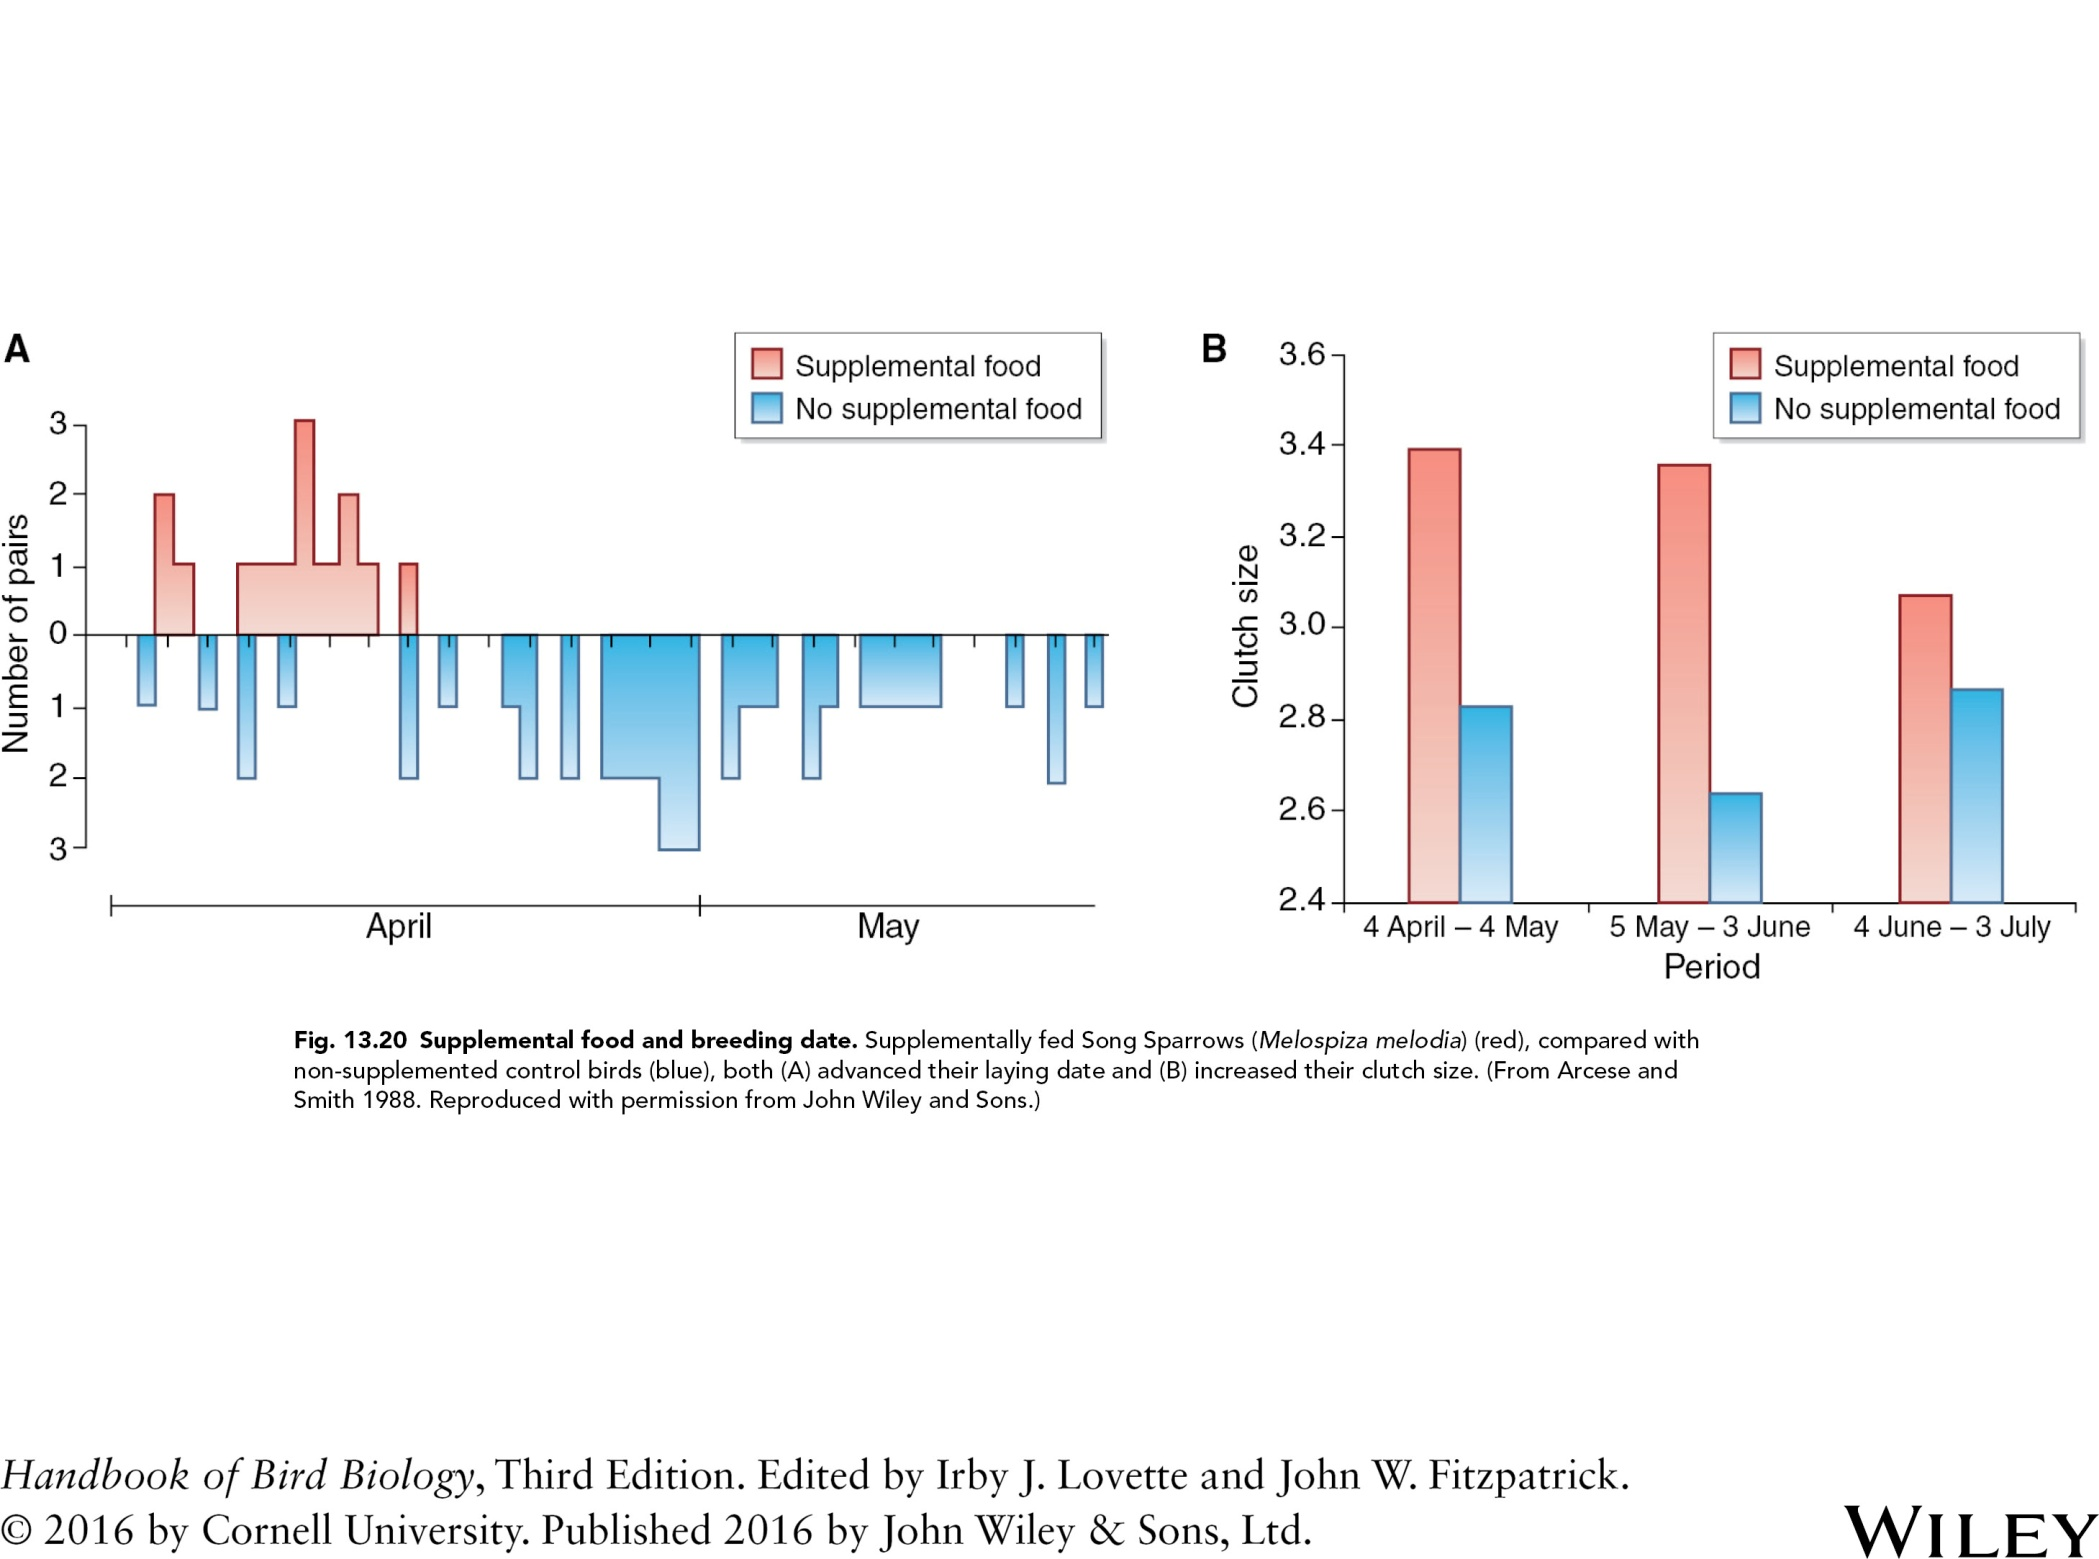 A
Supplemental food
No supplemental food
Number of pairs
3
2
1
0
1
2
3
April
May
B
Supplemental food
No supplemental food
Clutch size
3.6
3.4
3.2
3.0
2.8
2.6
2.4
4 April – 4 May
5 May – 3 June
4 June – 3 July
Period
Fig. 13.20 Supplemental food and breeding date. Supplementally fed Song Sparrows (Melospiza melodia) (red), compared with
non-supplemented control birds (blue), both (A) advanced their laying date and (B) increased their clutch size. (From Arcese and
Smith 1988. Reproduced with permission from John Wiley and Sons.)
Handbook of Bird Biology, Third Edition. Edited by Irby J. Lovette and John W. Fitzpatrick.
© 2016 by Cornell University. Published 2016 by John Wiley & Sons, Ltd.
WILEY